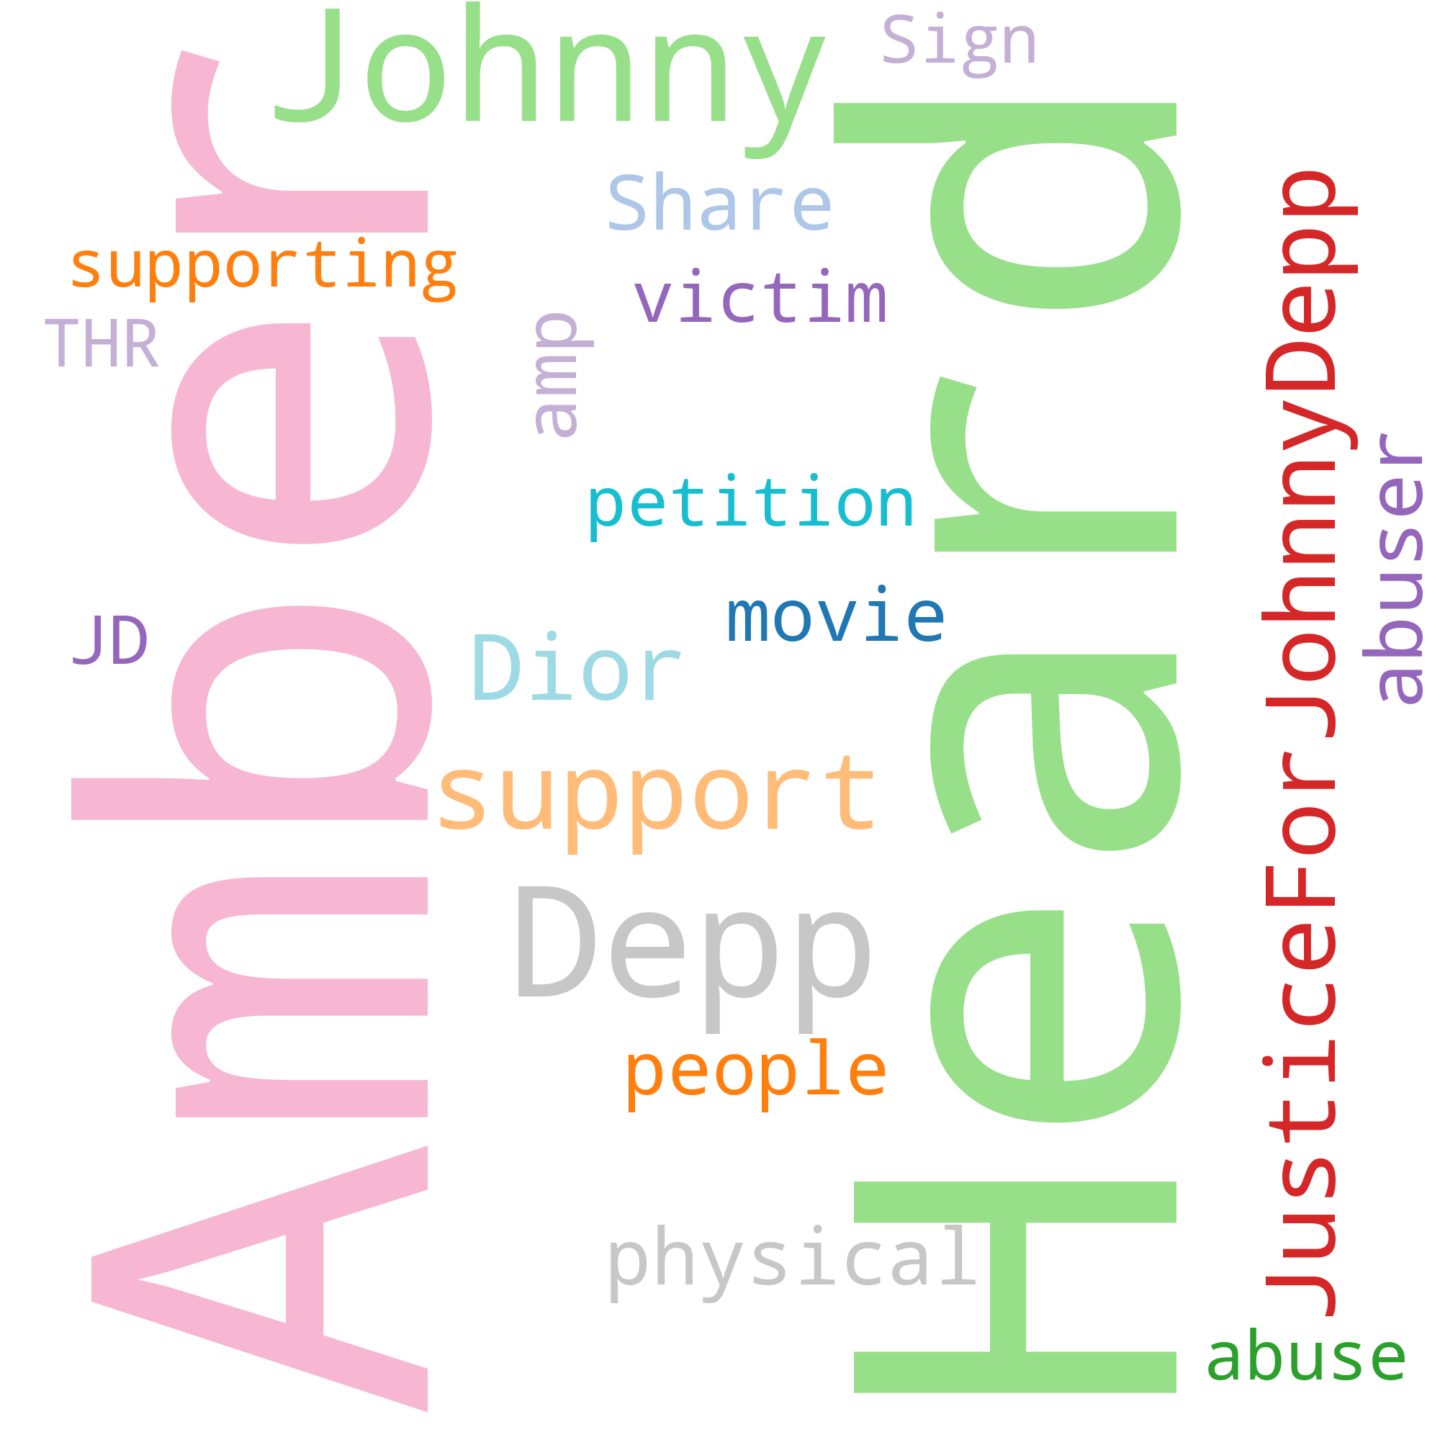 Johnny
Sign
Amber
Heard
Share
supporting
victim
THR
amp
JusticeForJohnnyDepp
abuser
petition
movie
JD
Dior
support
Depp
people
physical
abuse